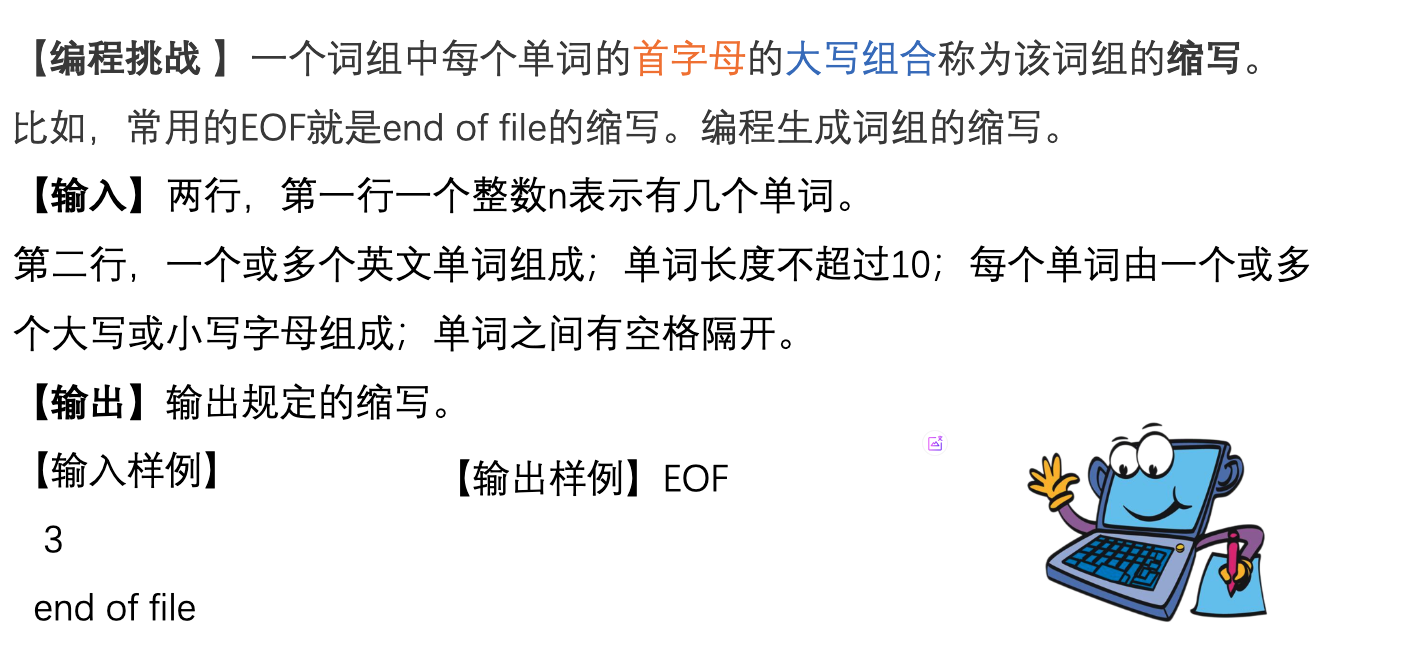 【编程挑战 】一个词组中每个单词的首字母的大写组合称为该词组的缩写。
比如，常用的EOF就是end of file的缩写。编程生成词组的缩写。
【输入】两行，第一行一个整数n表示有几个单词。
第二行，一个或多个英文单词组成；单词长度不超过10；每个单词由一个或多
个大写或小写字母组成；单词之间有空格隔开。
【输出】输出规定的缩写。
【输入样例】
【输出样例】EOF
3
end of file